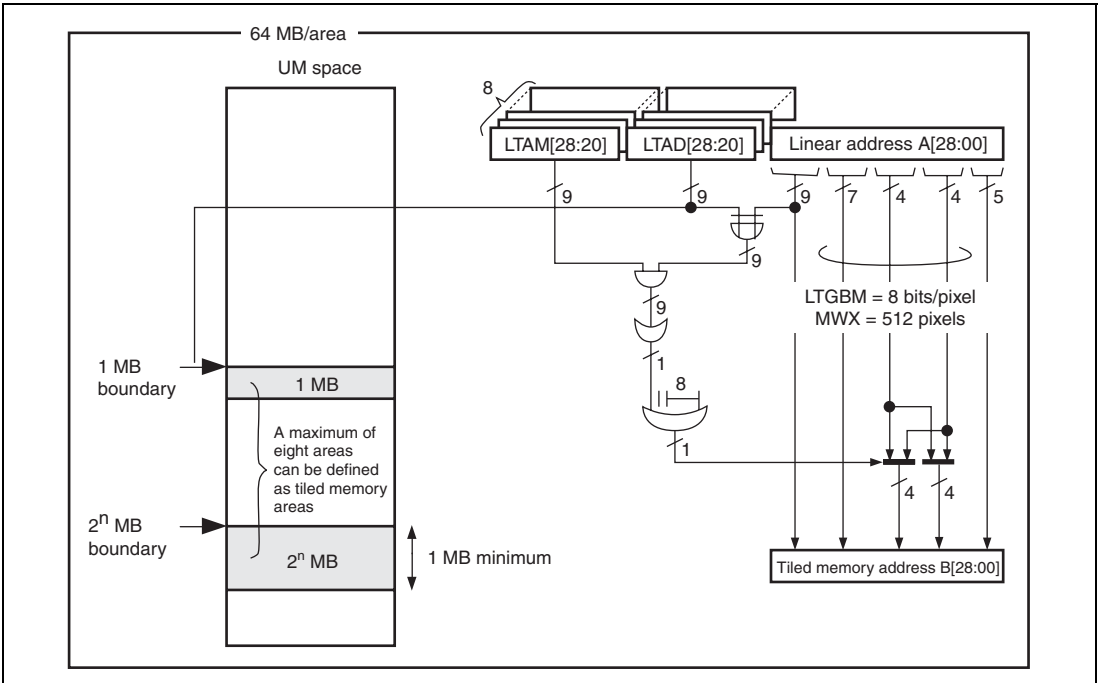 64 MB/area
UM space
8
LTAM[28:20]
LTAD[28:20]
Linear address A[28:00]
9
9
9
7
4
4
5
9
LTGBM = 8 bits/pixel
MWX = 512 pixels
9
1
1 MB
boundary
1 MB
8
A maximum of
eight areas
can be defined
as tiled memory
areas
1
4
4
2n MB
boundary
2n MB
1 MB minimum
Tiled memory address B[28:00]